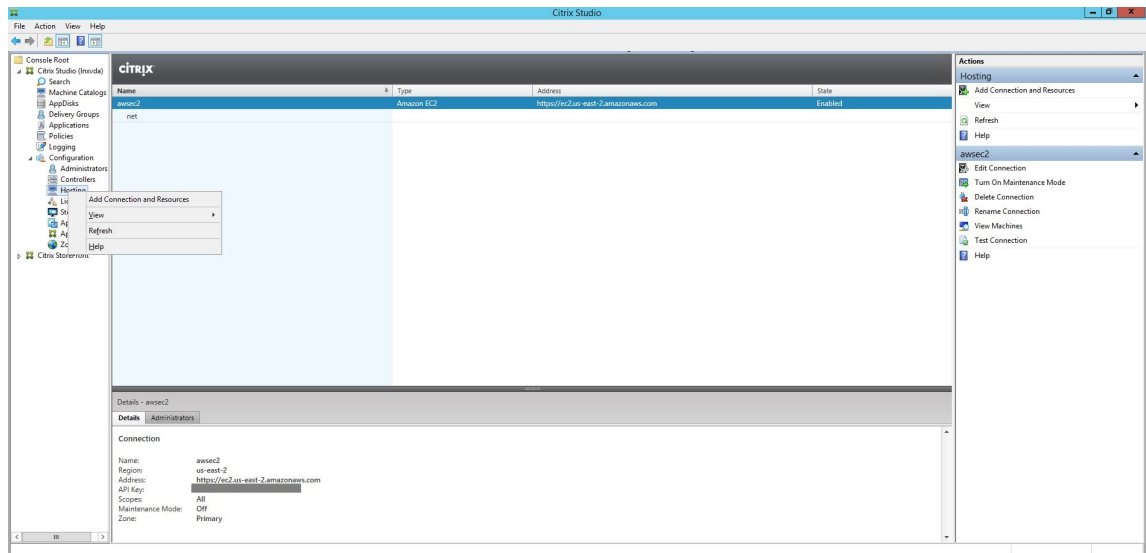 Citrix Studio
File Action View Help
Console Root
Citrix Studio (lnxvda)
Search
Machine Catalogs
AppDisks
Delivery Groups
Applications
Policies
Logging
Configuration
Administrators
Controllers
Hosting
Citrix StoreFront
Add Connection and Resources
View
Refresh
Help
CITRIX
Name Type Address State
awsec2 Amazon EC2 https://ec2.us-east-2.amazonaws.com Enabled
net
Details - awsec2
Details Administrators
Connection
Name: awsec2
Region: us-east-2
Address: https://ec2.us-east-2.amazonaws.com
API Key:
Scopes: All
Maintenance Mode: Off
Zone: Primary
Actions
Hosting
Add Connection and Resources
View
Refresh
Help
awsec2
Edit Connection
Turn On Maintenance Mode
Delete Connection
Rename Connection
View Machines
Test Connection
Help